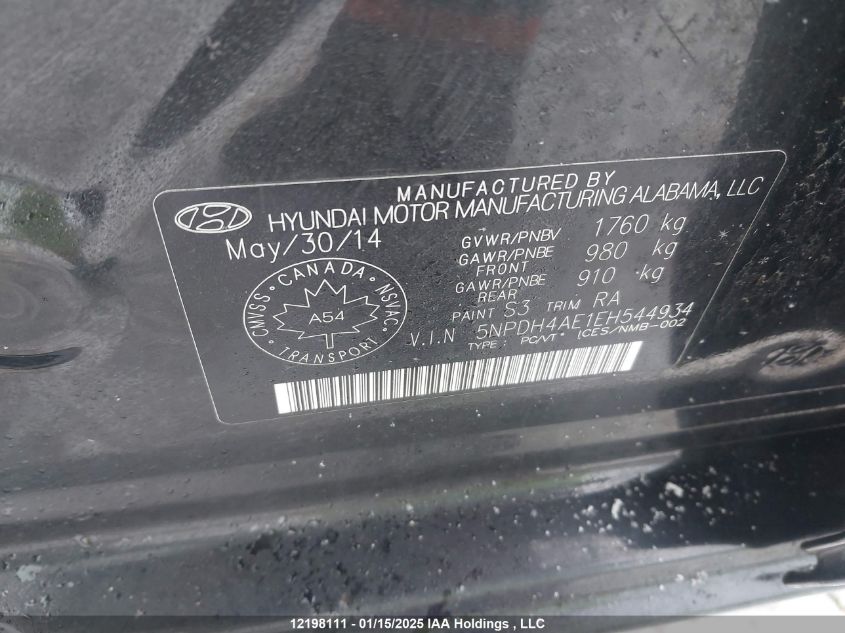 MANUFACTURED BY
HYUNDAI MOTOR MANUFACTURING ALABAMA, LLC
May/30/14
GVWR/PNBV 1760 kg
GAWR/PNBE FRONT 980 kg
GAWR/PNBE REAR 910 kg
PAINT S3 TRIM RA
V.I.N 5NPDH4AE1EH544934
TYPE : PC/VT* ICES/NMB-002
CMVSS CANADA NSVAC
A54
TRANSPORT
12198111 - 01/15/2025 IAA Holdings , LLC